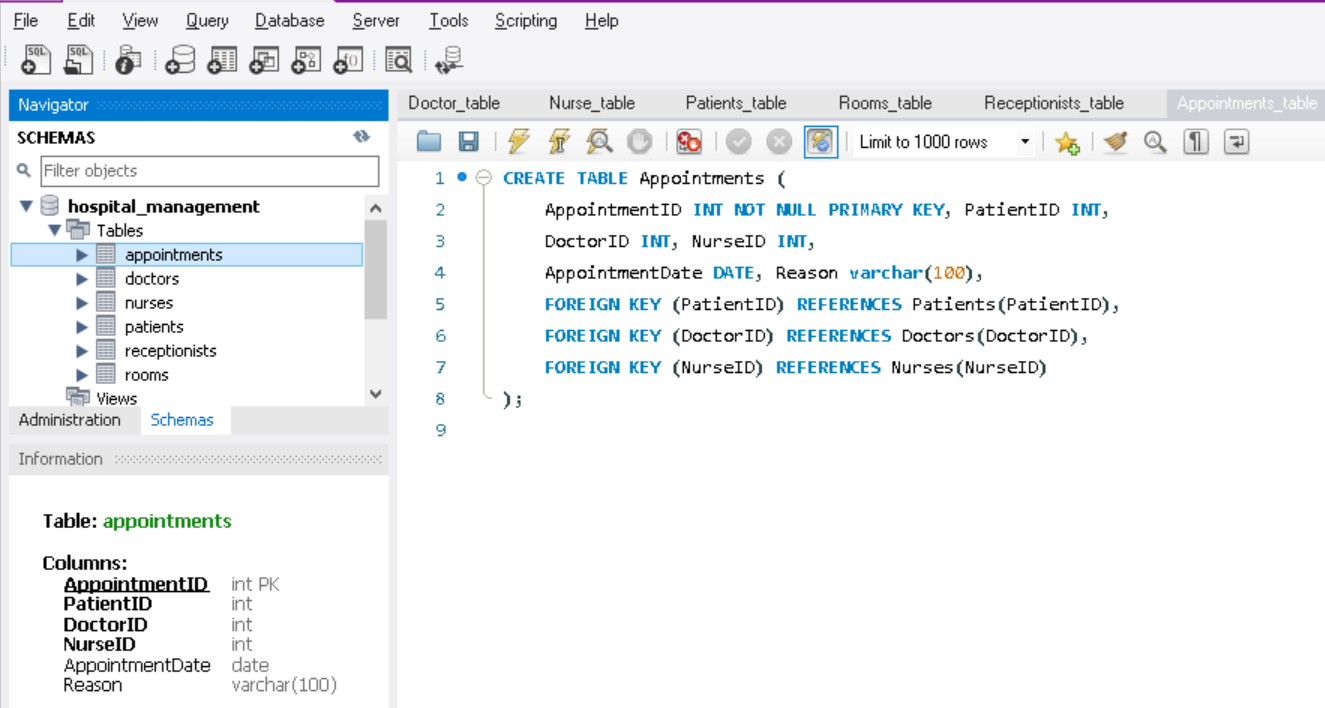 File Edit View Query Database Server Tools Scripting Help
SQL SQL
Navigator
SCHEMAS
Filter objects
hospital_management
Tables
appointments
doctors
nurses
patients
receptionists
rooms
Views
Administration Schemas
Information
Table: appointments
Columns:
AppointmentID int PK
PatientID int
DoctorID int
NurseID int
AppointmentDate date
Reason varchar(100)
Doctor_table Nurse_table Patients_table Rooms_table Receptionists_table Appointments_table
Limit to 1000 rows
1 CREATE TABLE Appointments (
2 AppointmentID INT NOT NULL PRIMARY KEY, PatientID INT,
3 DoctorID INT, NurseID INT,
4 AppointmentDate DATE, Reason varchar(100),
5 FOREIGN KEY (PatientID) REFERENCES Patients(PatientID),
6 FOREIGN KEY (DoctorID) REFERENCES Doctors(DoctorID),
7 FOREIGN KEY (NurseID) REFERENCES Nurses(NurseID)
8 );
9